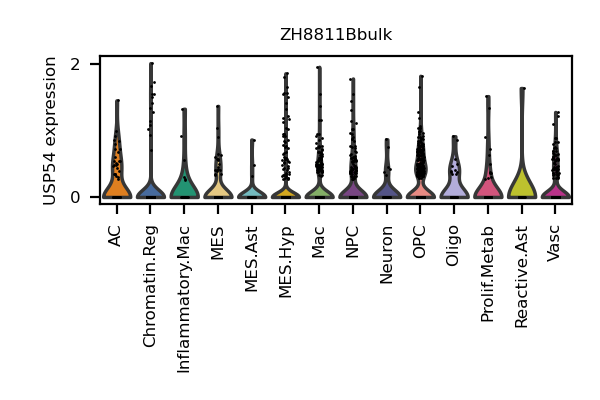 ZH8811Bbulk
USP54 expression
2
0
AC
Chromatin.Reg
Inflammatory.Mac
MES
MES.Ast
MES.Hyp
Mac
NPC
Neuron
OPC
Oligo
Prolif.Metab
Reactive.Ast
Vasc